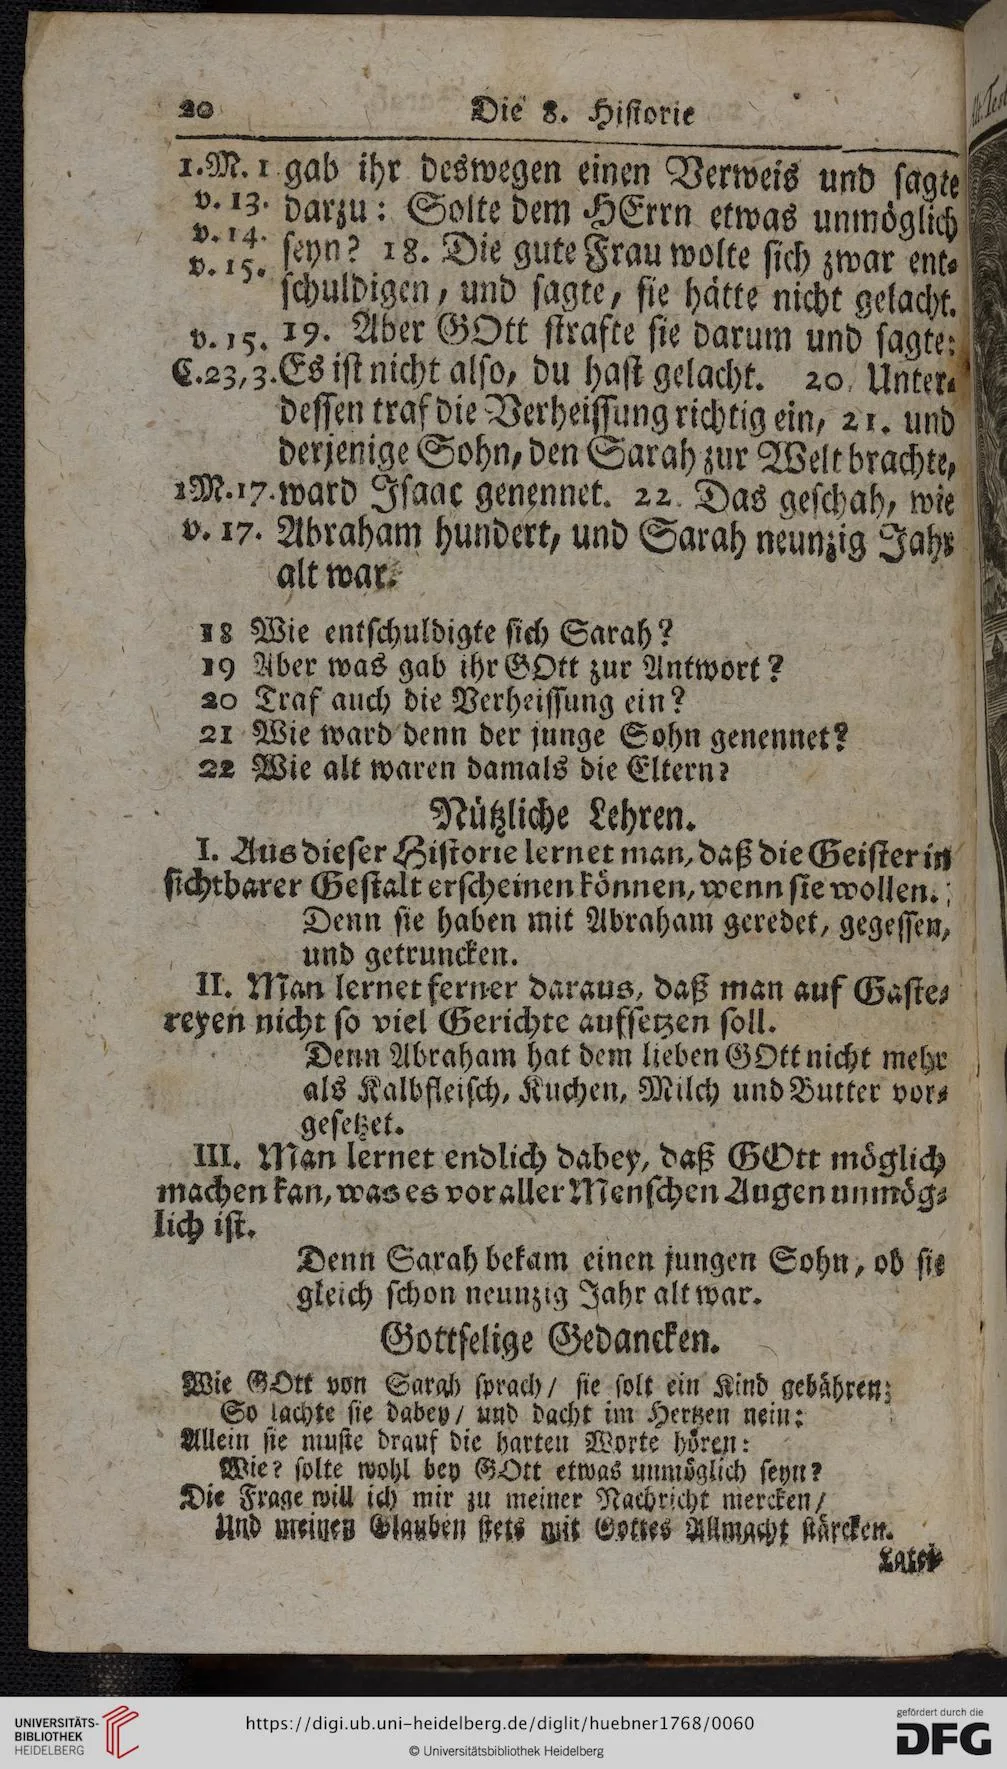 20 Die 8. Historie
1.M. 1 gab ihr deswegen einen Verweis und sagte
v. 13. darzu: Solte dem HErrn etwas unmöglich
v. 14. seyn? 18. Die gute Frau wolte sich zwar ent-
v. 15. schuldigen, und sagte, sie hätte nicht gelacht.
v. 15. 19. Aber GOtt strafte sie darum und sagte:
C.23,3. Es ist nicht also, du hast gelacht. 20. Unter-
dessen traf die Verheissung richtig ein, 21. und
derjenige Sohn, den Sarah zur Welt brachte,
1M.17. ward Isaac genennet. 22. Das geschah, wie
v. 17. Abraham hundert, und Sarah neunzig Jahr
alt war.
18 Wie entschuldigte sich Sarah?
19 Aber was gab ihr GOtt zur Antwort?
20 Traf auch die Verheissung ein?
21 Wie ward denn der junge Sohn genennet?
22 Wie alt waren damals die Eltern?
Nützliche Lehren.
I. Aus dieser Historie lernet man, daß die Geister in
sichtbarer Gestalt erscheinen können, wenn sie wollen.
Denn sie haben mit Abraham geredet, gegessen,
und getruncken.
II. Man lernet ferner daraus, daß man auf Gaste-
reyen nicht so viel Gerichte aufsetzen soll.
Denn Abraham hat dem lieben GOtt nicht mehr
als Kalbfleisch, Kuchen, Milch und Butter vor-
gesetzet.
III. Man lernet endlich dabey, daß GOtt möglich
machen kan, was es vor aller Menschen Augen unmög-
lich ist.
Denn Sarah bekam einen jungen Sohn, ob sie
gleich schon neunzig Jahr alt war.
Gottselige Gedancken.
Wie GOtt von Sarah sprach/ sie solt ein Kind gebähren;
So lachte sie dabey/ und dacht im Hertzen nein:
Allein sie muste drauf die harten Worte hören:
Wie? solte wohl bey GOtt etwas unmöglich seyn?
Die Frage will ich mir zu meiner Nachricht mercken/
Und meinen Glauben stets mit Gottes Allmacht stärcken.
Latei-
UNIVERSITÄTS-
BIBLIOTHEK
HEIDELBERG
https://digi.ub.uni-heidelberg.de/diglit/huebner1768/0060
© Universitätsbibliothek Heidelberg
gefördert durch die
DFG